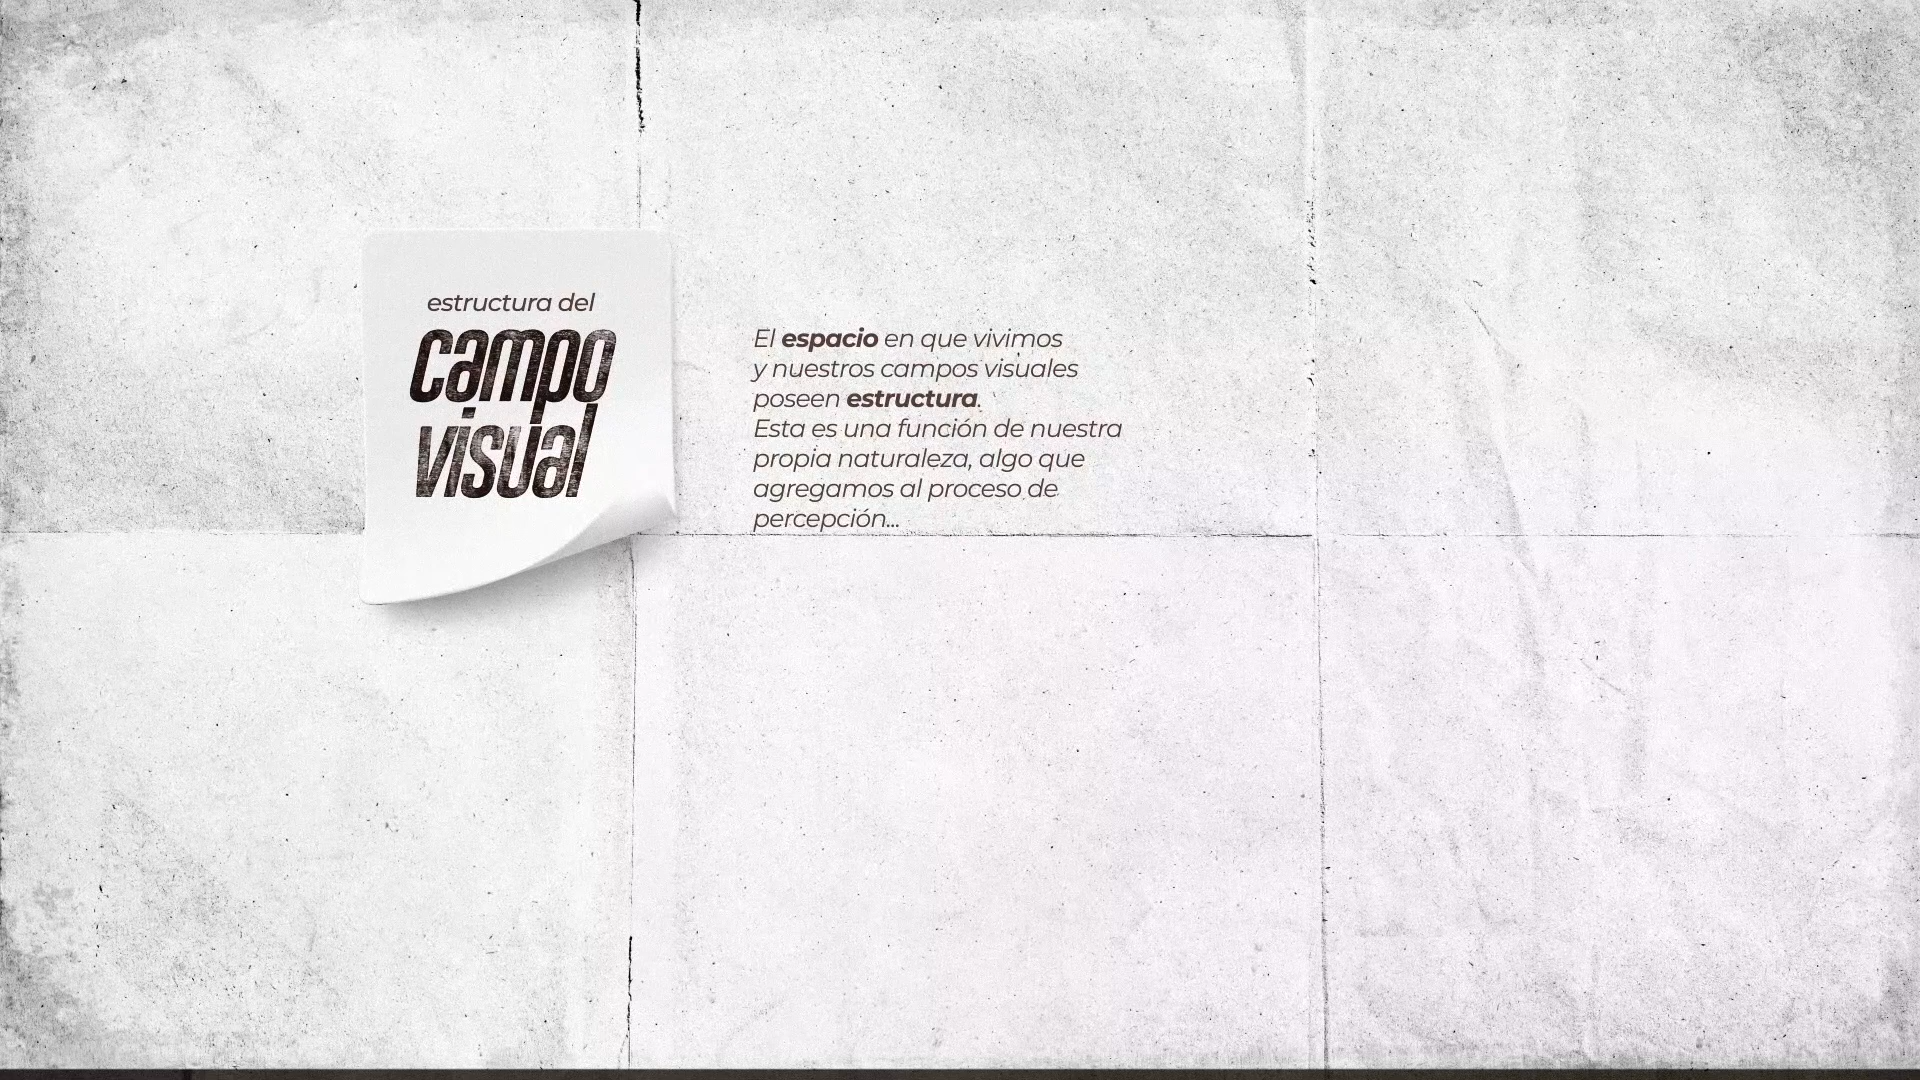 estructura del
campo
visual
El espacio en que vivimos
y nuestros campos visuales
poseen estructura.
Esta es una función de nuestra
propia naturaleza, algo que
agregamos al proceso de
percepción...